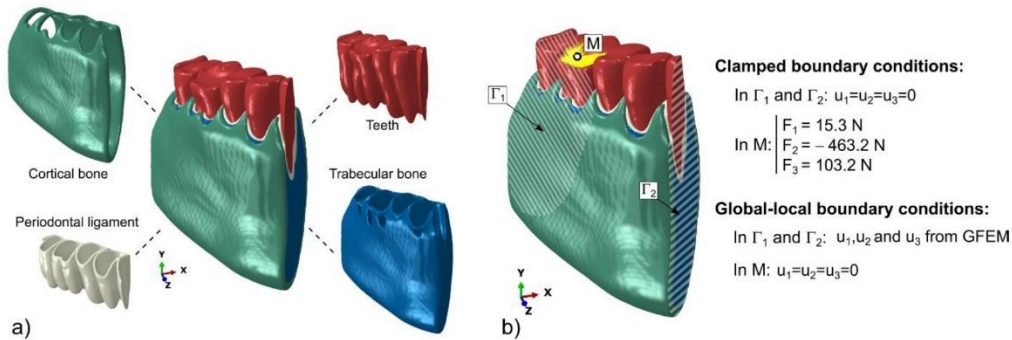 a)
Cortical bone
Periodontal ligament
Teeth
Trabecular bone
Y
X
Z
b)
M
Γ1
Γ2
Y
X
Z
Clamped boundary conditions:
In Γ1 and Γ2: u1=u2=u3=0
In M:
F1 = 15.3 N
F2 = – 463.2 N
F3 = 103.2 N
Global-local boundary conditions:
In Γ1 and Γ2: u1,u2 and u3 from GFEM
In M: u1=u2=u3=0